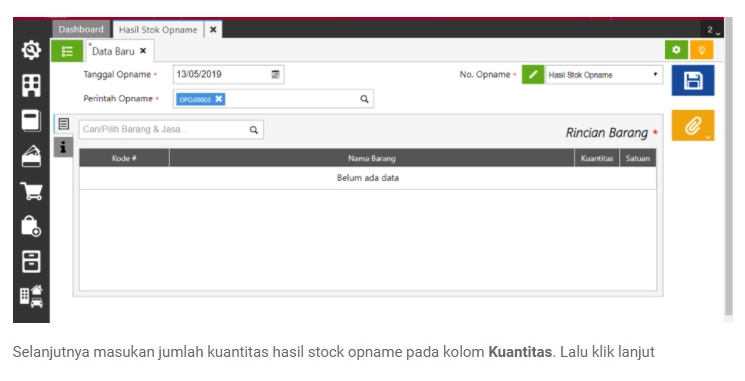 Dashboard Hasil Stok Opname ✖ 2
* Data Baru ✖
Tanggal Opname * 13/05/2019 No. Opname * Hasil Stok Opname
Perintah Opname * OPO.00003 ✖
Cari/Pilih Barang & Jasa... Rincian Barang *
Kode # Nama Barang Kuantitas Satuan
Belum ada data
Selanjutnya masukan jumlah kuantitas hasil stock opname pada kolom Kuantitas. Lalu klik lanjut